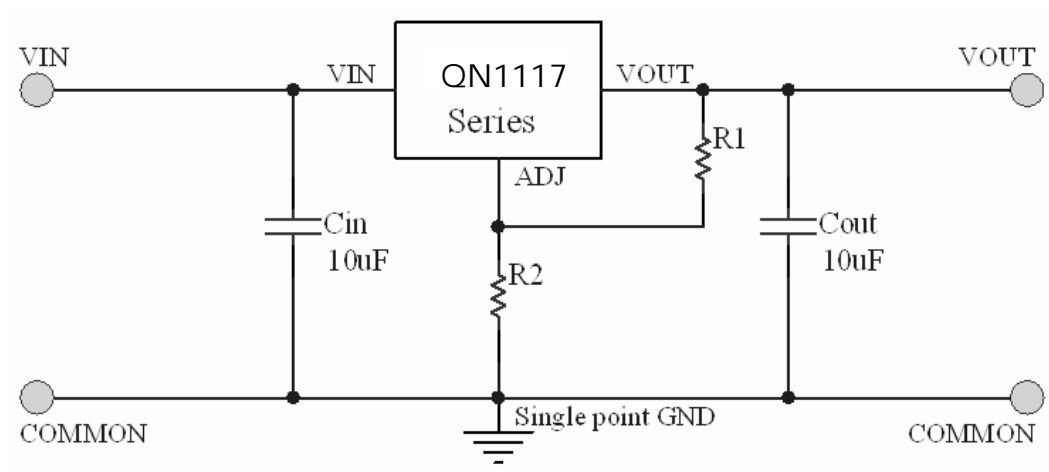 VIN
VIN
QN1117
Series
VOUT
VOUT
R1
ADJ
Cin
10uF
Cout
10uF
R2
Single point GND
COMMON
COMMON